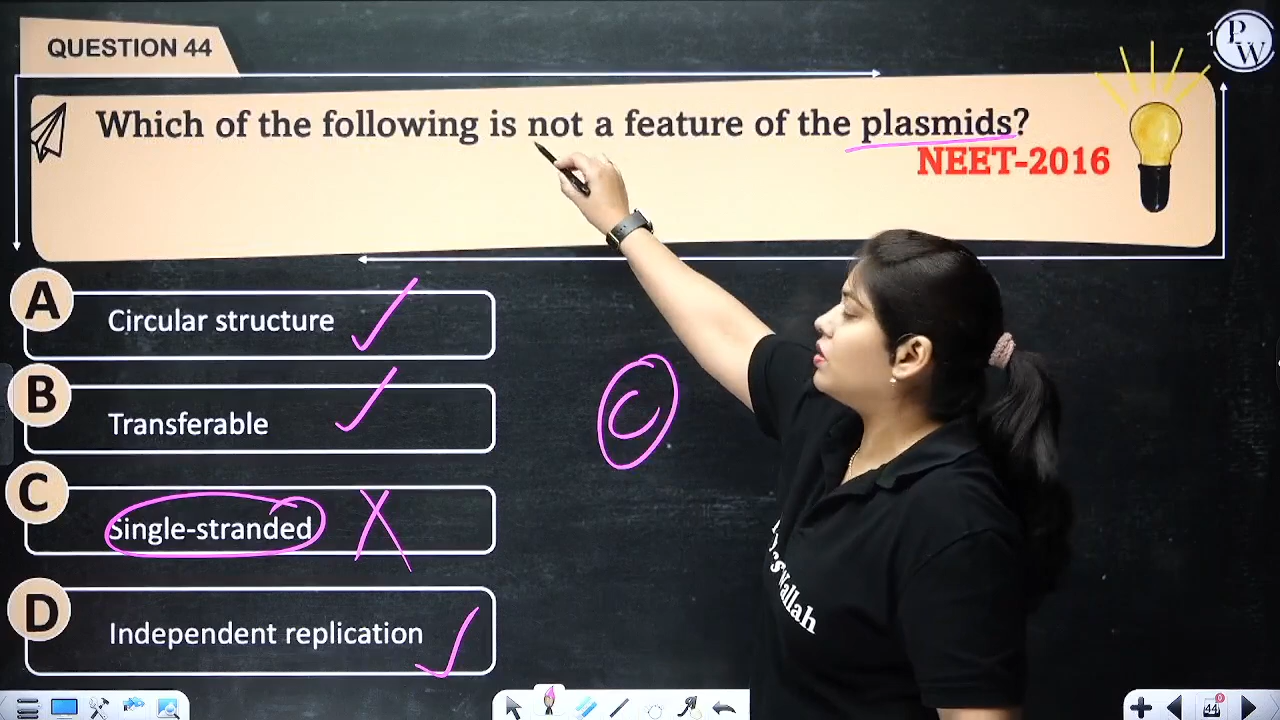 QUESTION 44
PW
Which of the following is not a feature of the plasmids?
NEET-2016
A
Circular structure
B
Transferable
C
C
Single-stranded
D
Independent replication
44